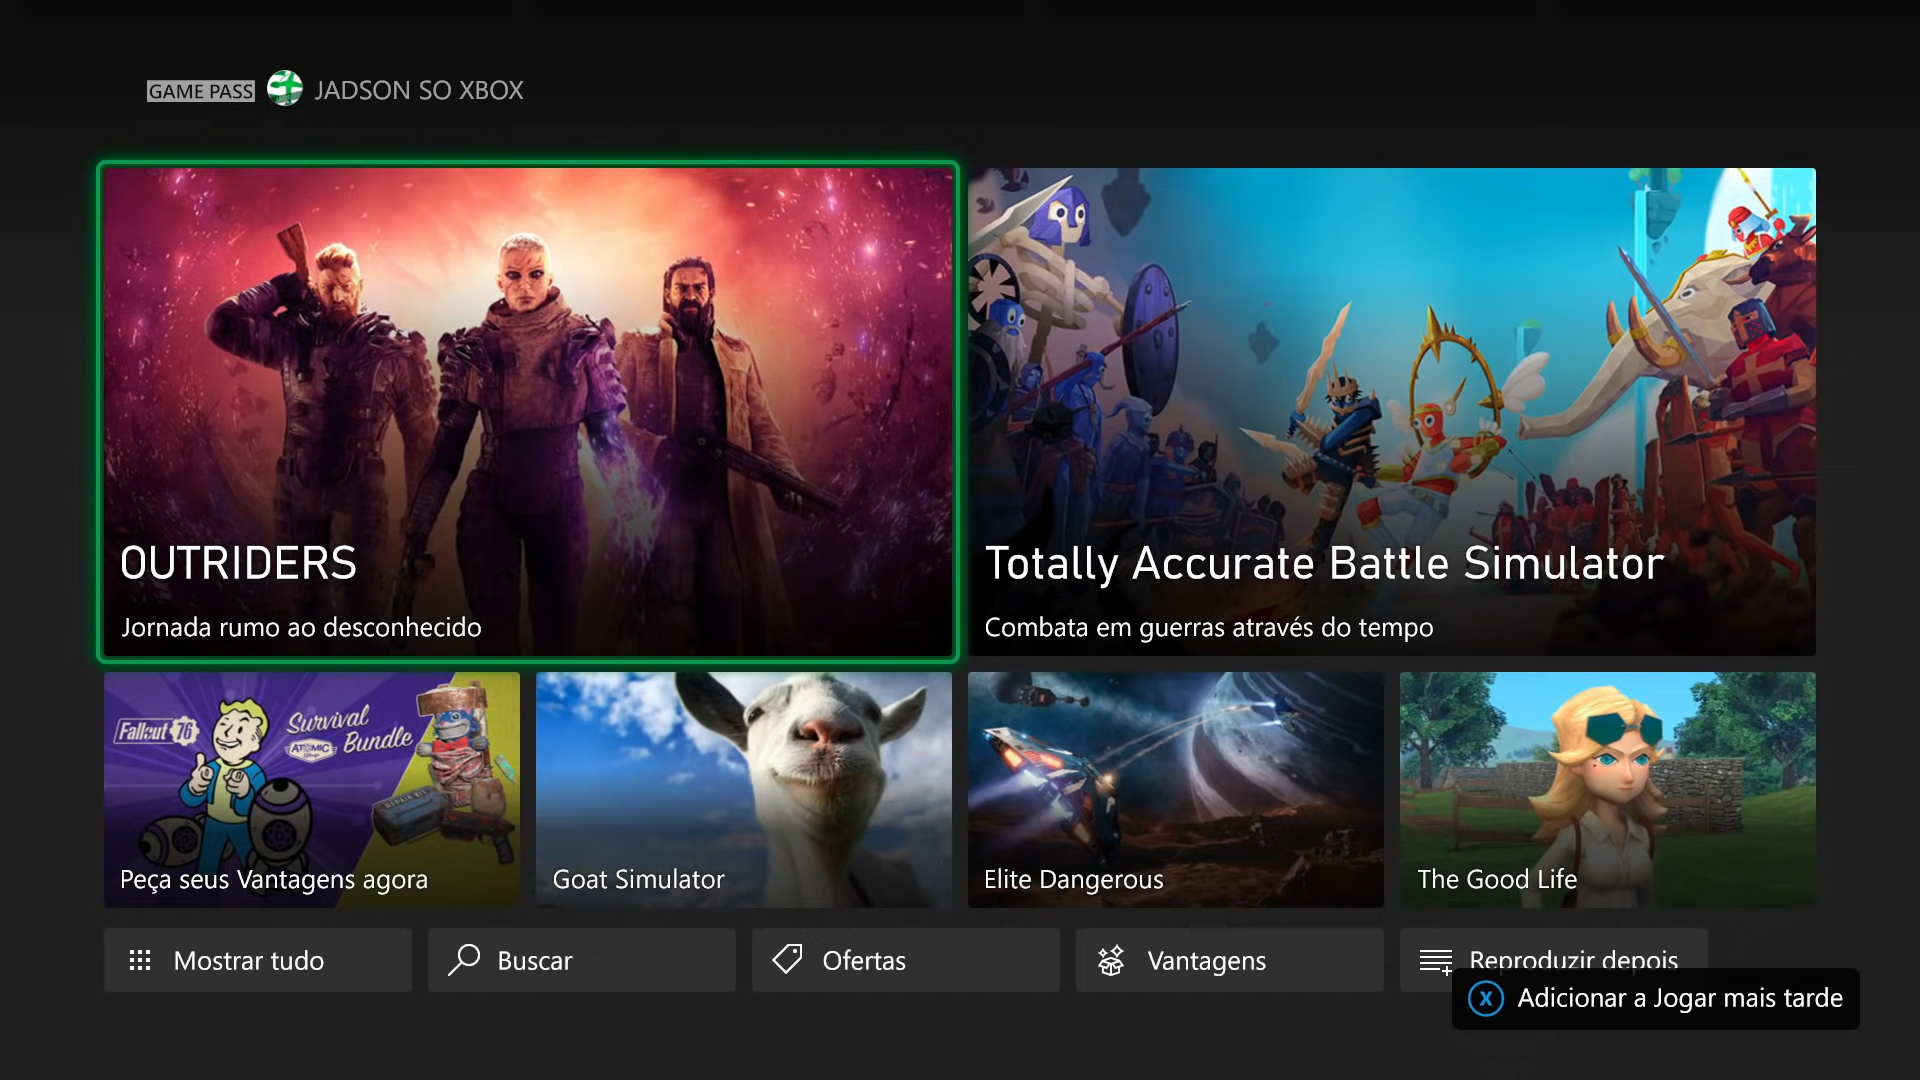 GAME PASS JADSON SO XBOX
OUTRIDERS
Jornada rumo ao desconhecido
Totally Accurate Battle Simulator
Combata em guerras através do tempo
Fallout 76
Survival
ATOMIC
Bundle
REPAIR KIT
Peça seus Vantagens agora
Goat Simulator
Elite Dangerous
The Good Life
Mostrar tudo
Buscar
Ofertas
Vantagens
Reproduzir depois
X Adicionar a Jogar mais tarde